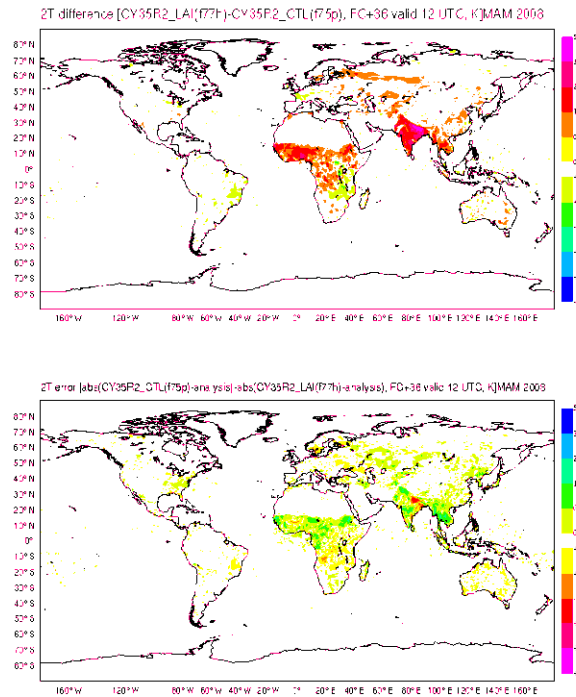 2T difference [CY35R2_LAI(f77h)-CY35R2_CTL(f75p), FC+36 valid 12 UTC, K]MAM 2008
80° N
70° N
60° N
50° N
40° N
30° N
20° N
10° N
0°
10° S
20° S
30° S
40° S
50° S
60° S
70° S
80° S
160° W 120° W 80° W 60° W 40° W 20° W 0° E 20° E 40° E 60° E 80° E 100° E 120° E 140° E 160° E
2T error [abs(CY35R2_CTL(f75p)-analysis)-abs(CY35R2_LAI(f77h)-analysis), FC+36 valid 12 UTC, K]MAM 2008
80° N
70° N
60° N
50° N
40° N
30° N
20° N
10° N
0°
10° S
20° S
30° S
40° S
50° S
60° S
70° S
80° S
160° W 120° W 80° W 60° W 40° W 20° W 0° E 20° E 40° E 60° E 80° E 100° E 120° E 140° E 160° E